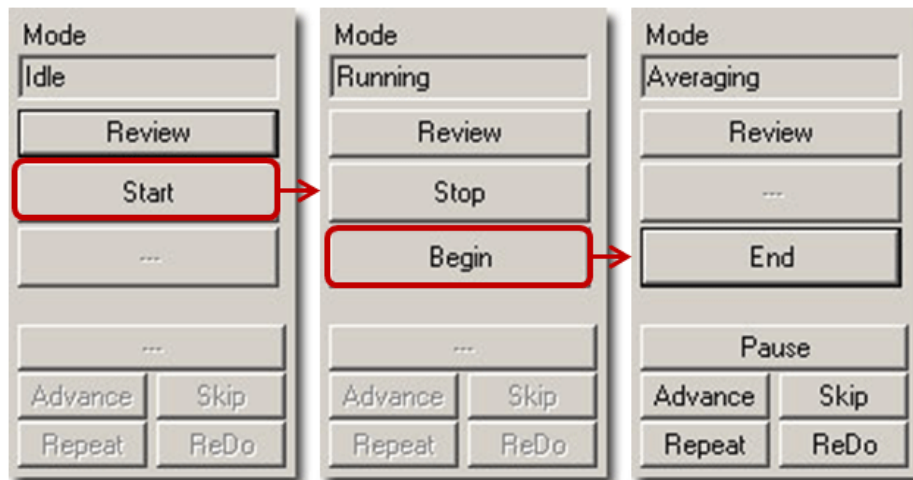 Mode
Idle
Review
Start
---
---
Advance Skip
Repeat ReDo
Mode
Running
Review
Stop
Begin
---
Advance Skip
Repeat ReDo
Mode
Averaging
Review
---
End
Pause
Advance Skip
Repeat ReDo